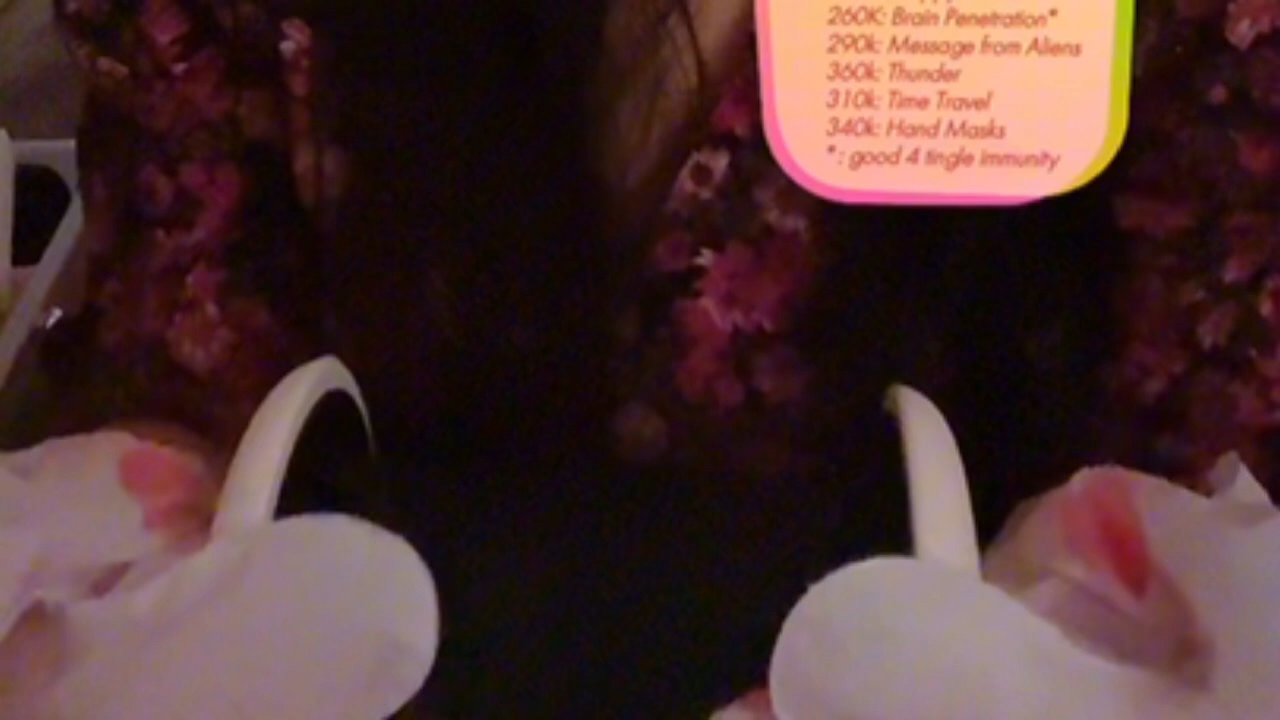 260K: Brain Penetration*
290k: Message from Aliens
360k: Thunder
310k: Time Travel
340k: Hand Masks
*: good 4 tingle immunity